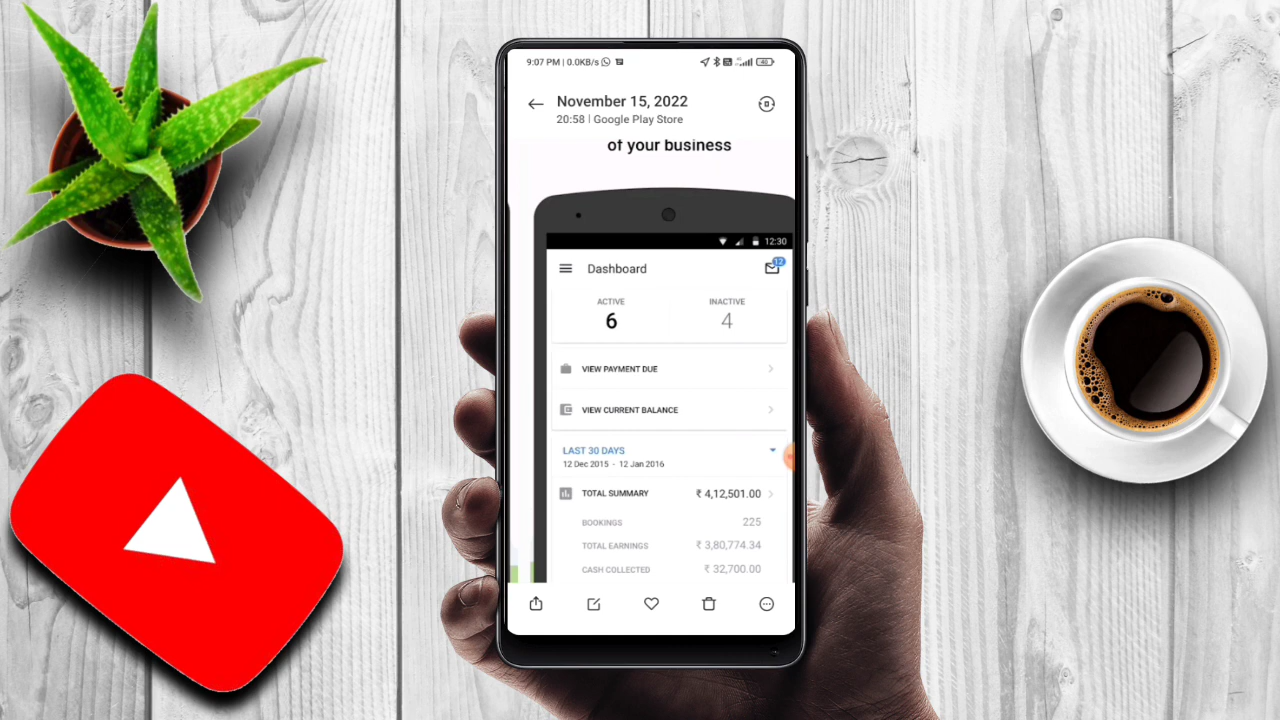 9:07 PM | 0.0KB/s
40
November 15, 2022
20:58 | Google Play Store
of your business
12:30
Dashboard
12
ACTIVE
INACTIVE
6
4
VIEW PAYMENT DUE
VIEW CURRENT BALANCE
LAST 30 DAYS
12 Dec 2015 - 12 Jan 2016
TOTAL SUMMARY
₹ 4,12,501.00
BOOKINGS
225
TOTAL EARNINGS
₹ 3,80,774.34
CASH COLLECTED
₹ 32,700.00